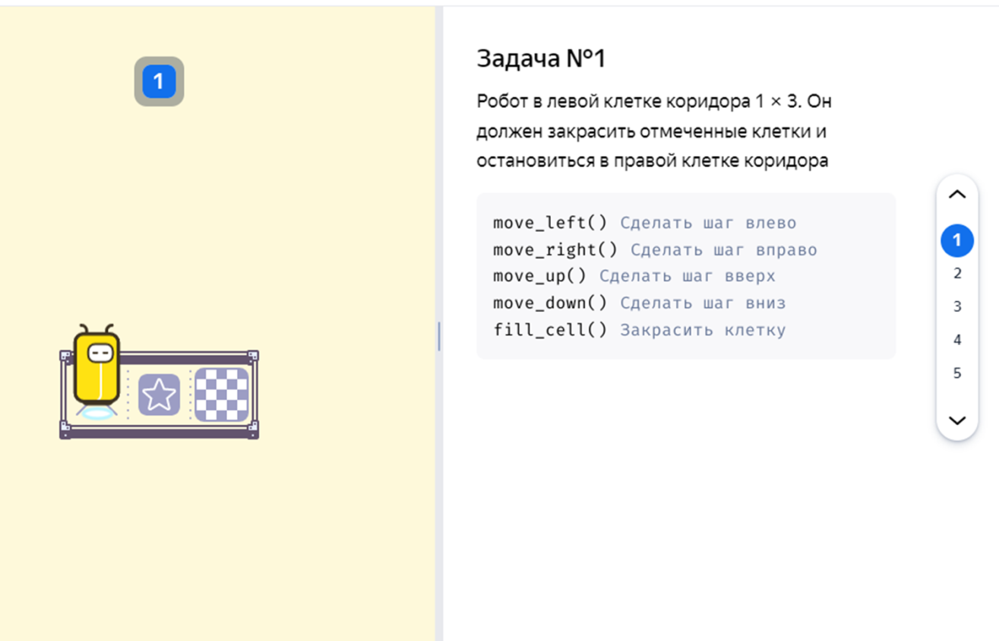 1
Задача №1
Робот в левой клетке коридора 1 × 3. Он
должен закрасить отмеченные клетки и
остановиться в правой клетке коридора
move_left() Сделать шаг влево
move_right() Сделать шаг вправо
move_up() Сделать шаг вверх
move_down() Сделать шаг вниз
fill_cell() Закрасить клетку
1
2
3
4
5